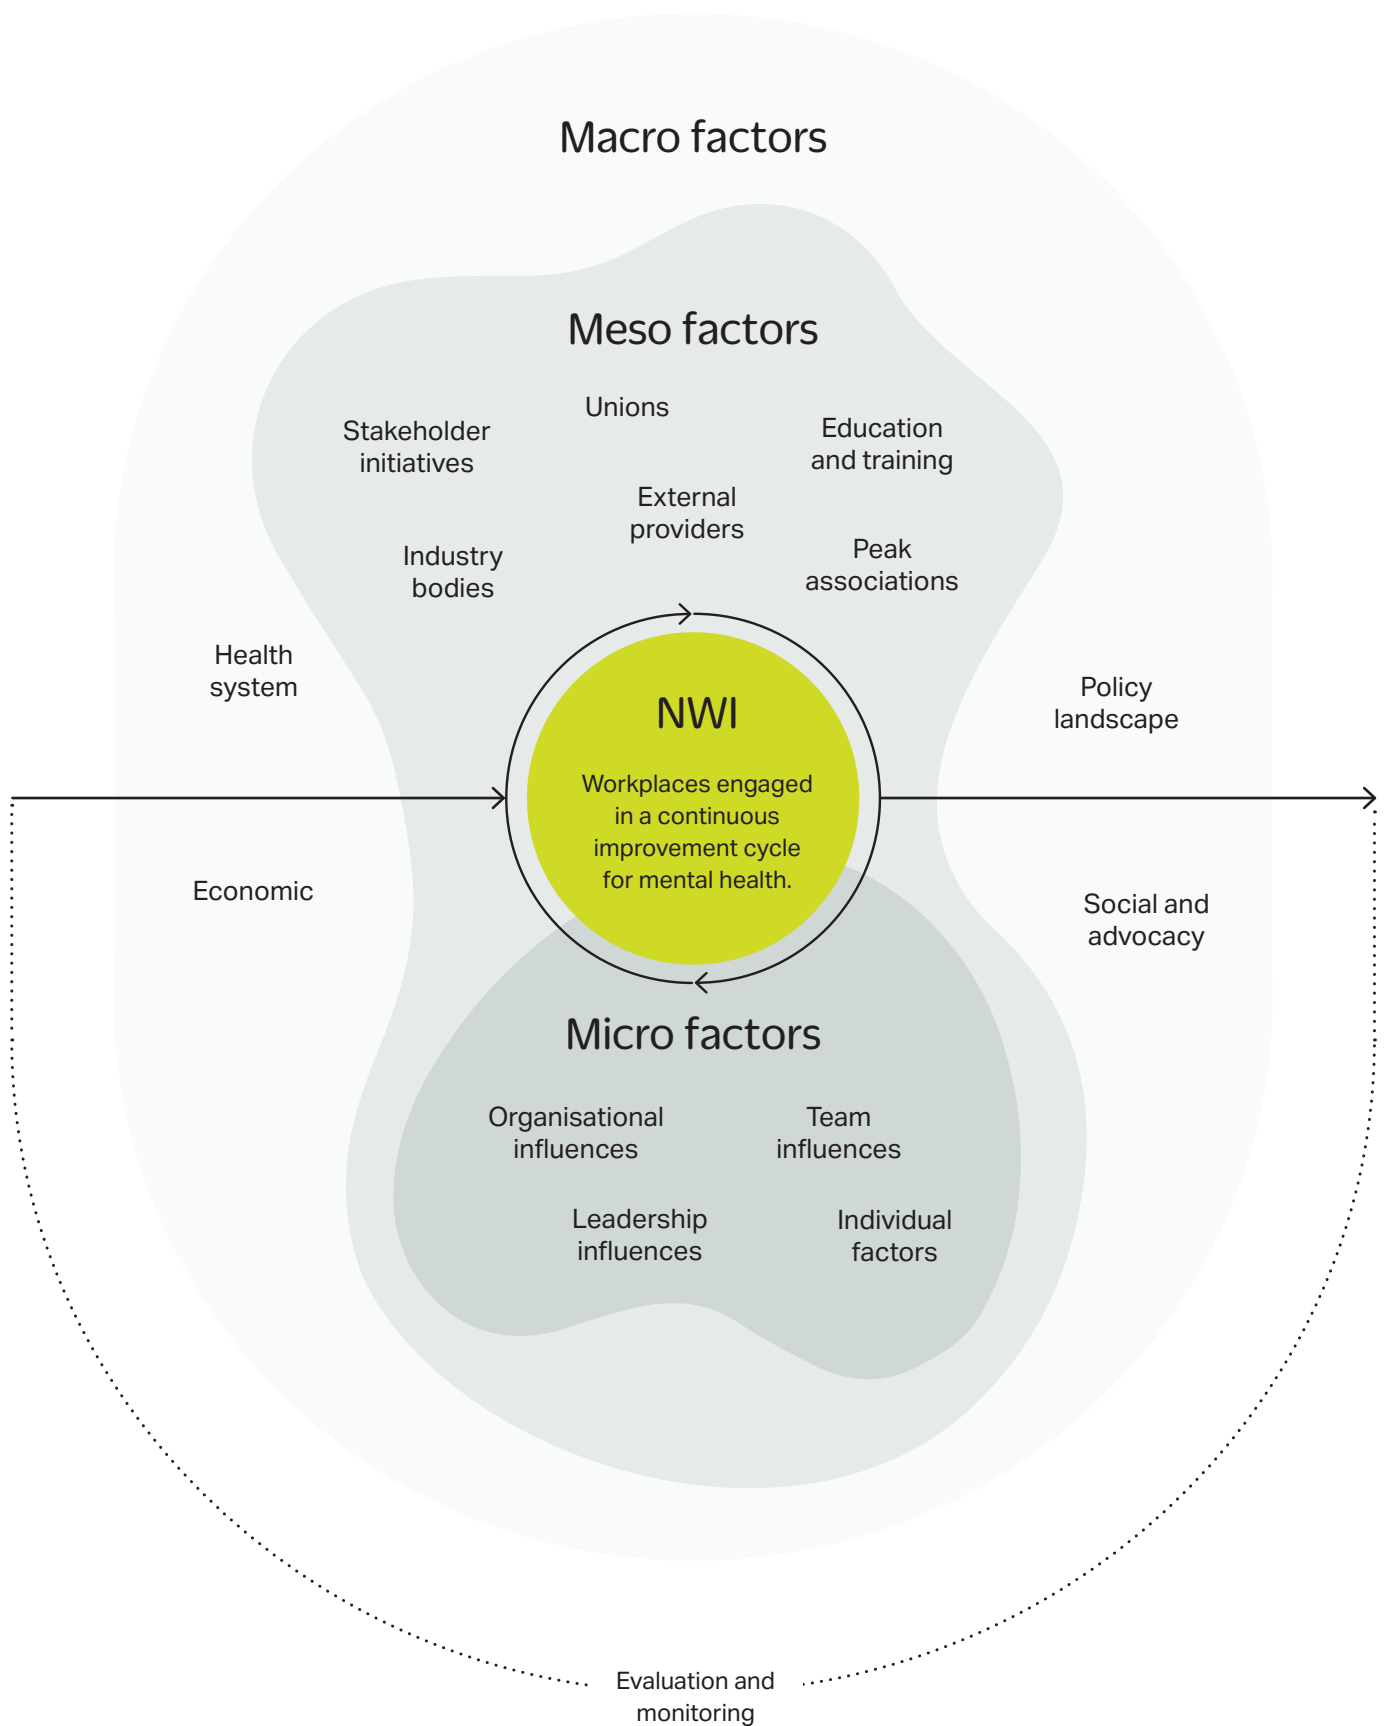 Macro factors
Meso factors
Unions
Stakeholder
initiatives
Education
and training
External
providers
Industry
bodies
Peak
associations
Health
system
Policy
landscape
NWI
Workplaces engaged
in a continuous
improvement cycle
for mental health.
Economic
Social and
advocacy
Micro factors
Organisational
influences
Team
influences
Leadership
influences
Individual
factors
Evaluation and
monitoring